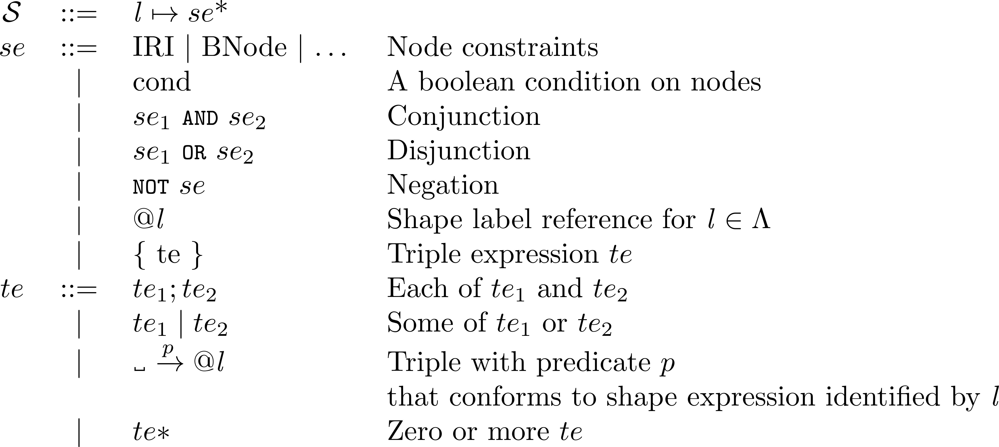 𝒮 ::= l ↦ se*
se ::= IRI | BNode | … Node constraints
| cond A boolean condition on nodes
| se₁ AND se₂ Conjunction
| se₁ OR se₂ Disjunction
| NOT se Negation
| @l Shape label reference for l ∈ Λ
| { te } Triple expression te
te ::= te₁; te₂ Each of te₁ and te₂
| te₁ | te₂ Some of te₁ or te₂
| ␣ –p→ @l Triple with predicate p
that conforms to shape expression identified by l
| te∗ Zero or more te